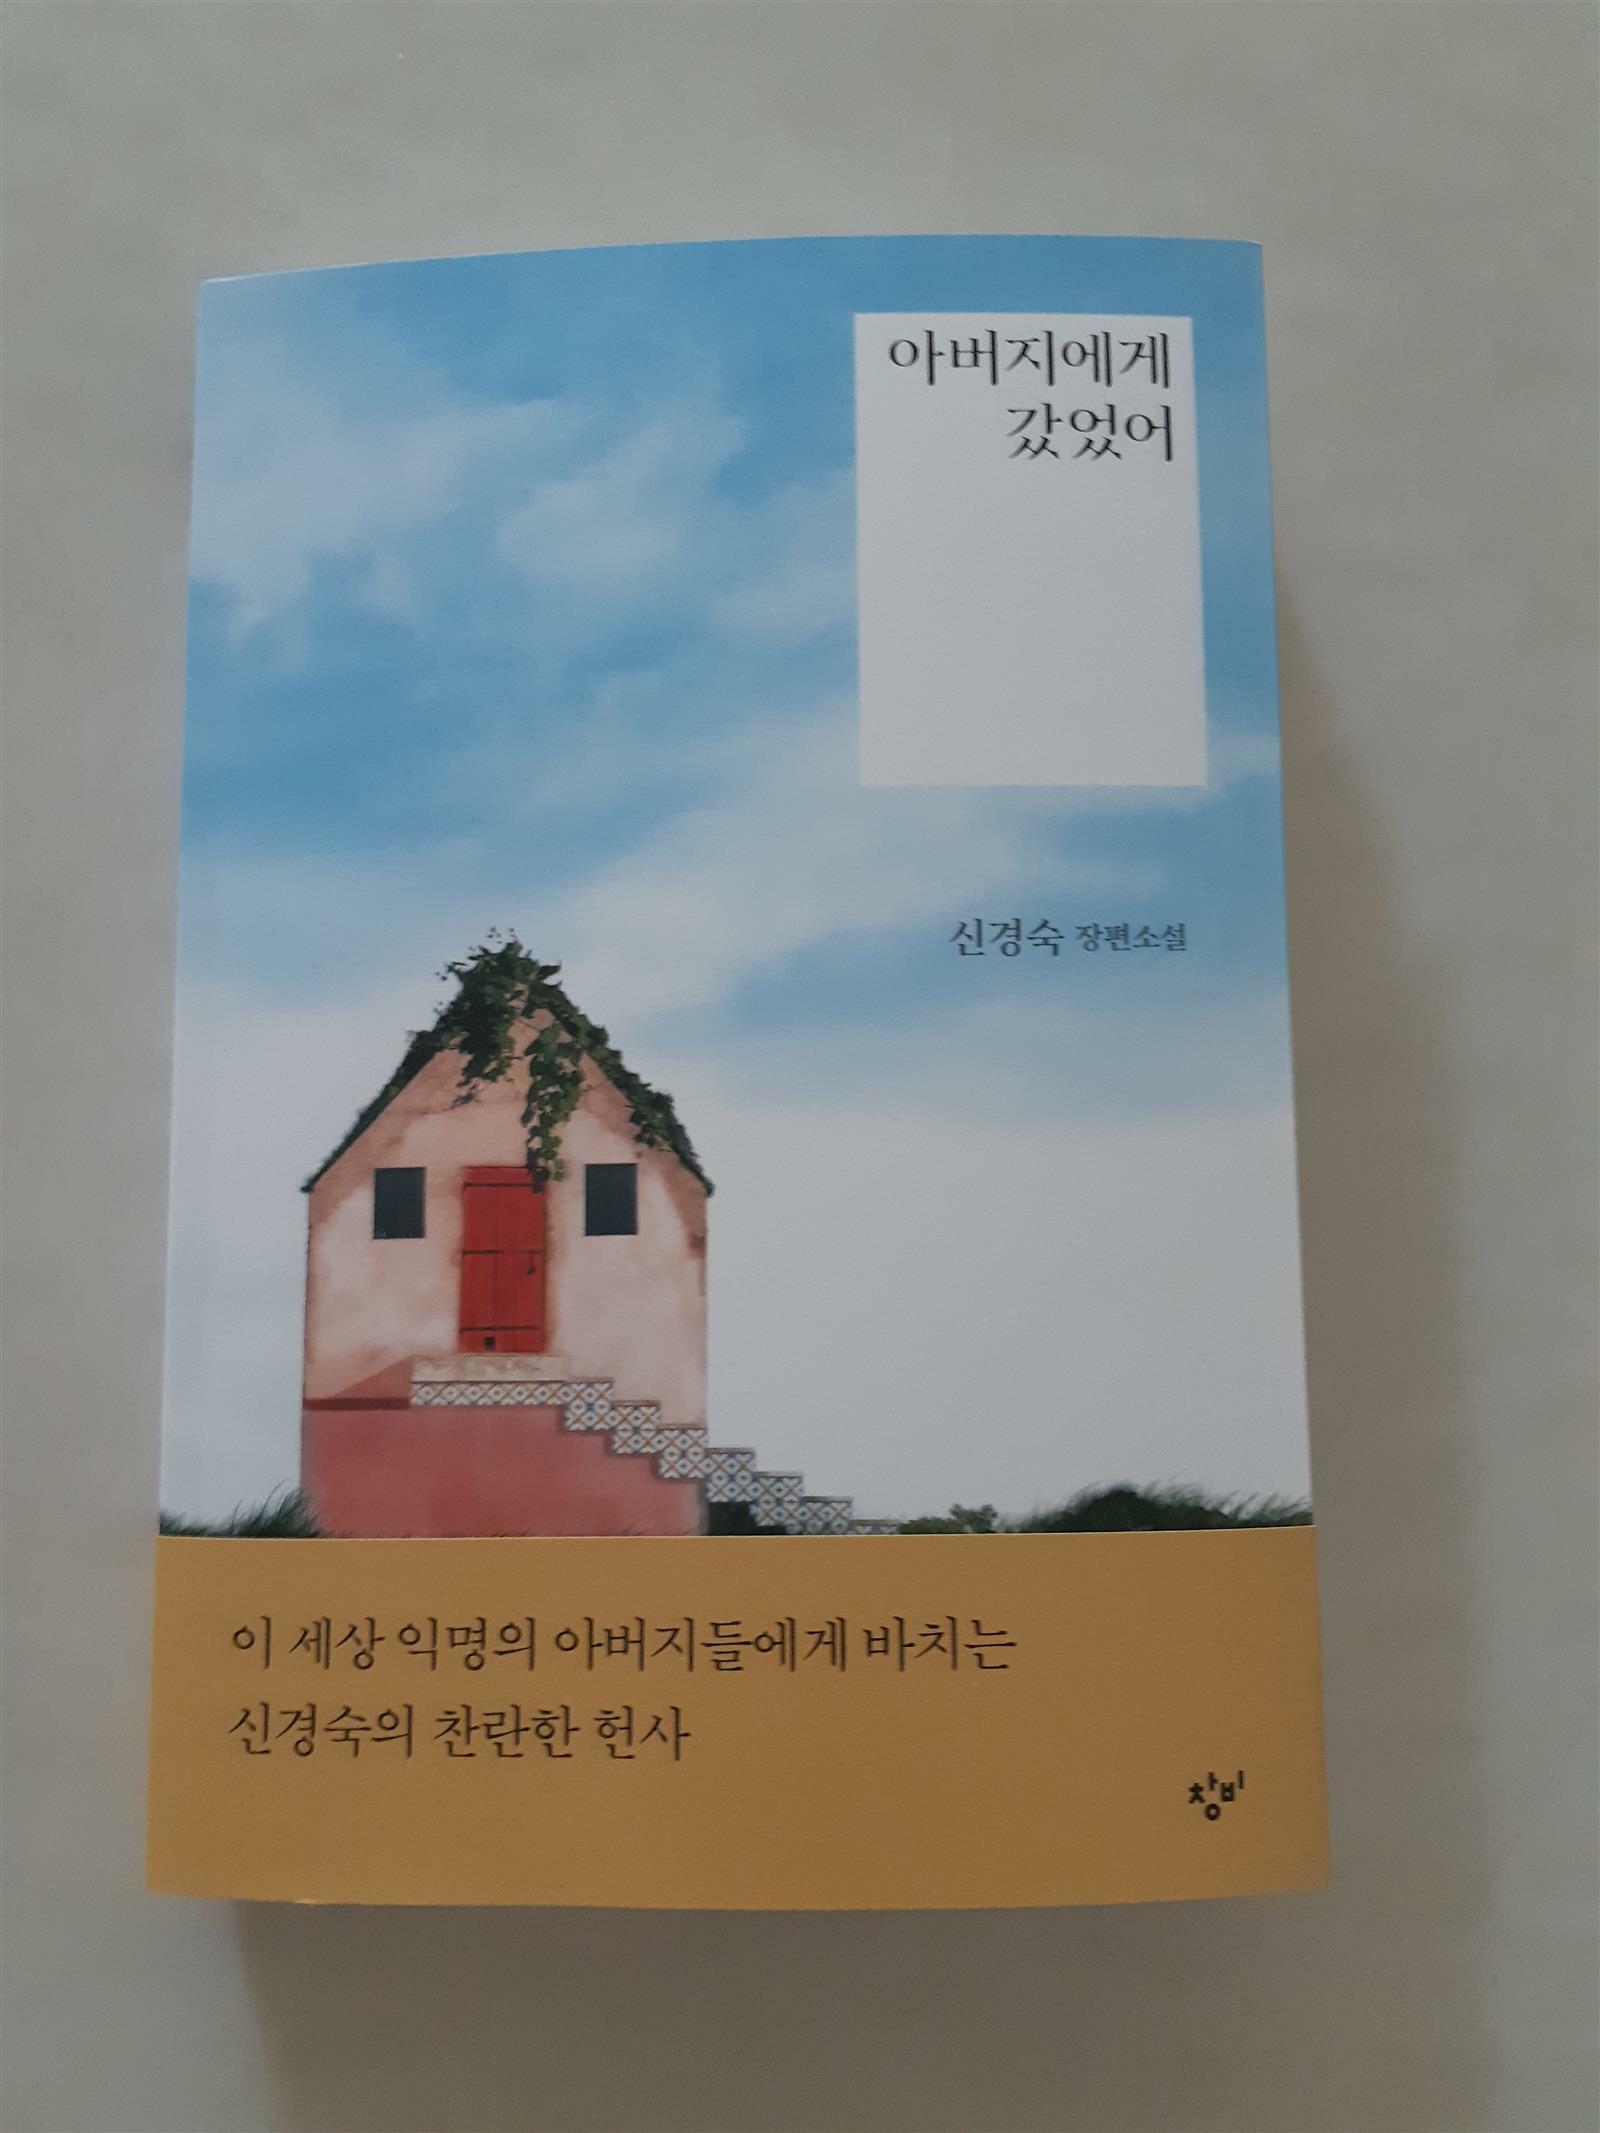 아버지에게
갔었어
신경숙 장편소설
이 세상 익명의 아버지들에게 바치는
신경숙의 찬란한 헌사
창비